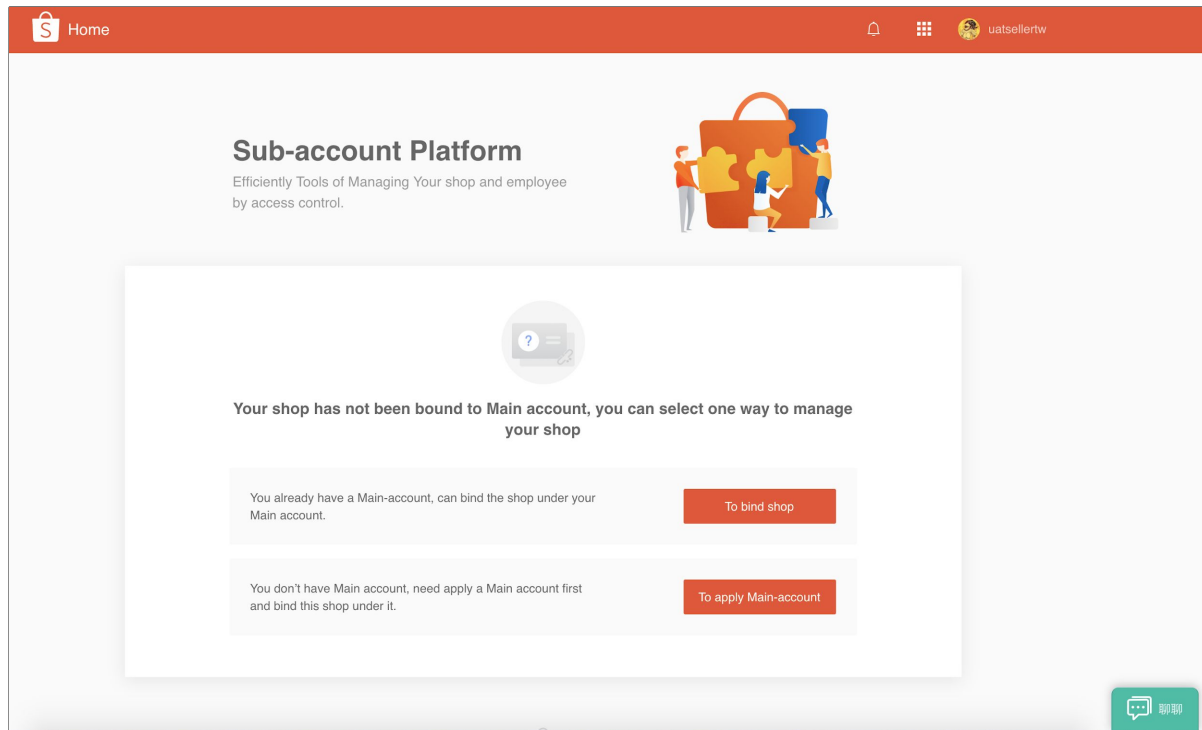 S Home
uatsellertw
Sub-account Platform
Efficiently Tools of Managing Your shop and employee
by access control.
?
Your shop has not been bound to Main account, you can select one way to manage
your shop
You already have a Main-account, can bind the shop under your
Main account.
To bind shop
You don't have Main account, need apply a Main account first
and bind this shop under it.
To apply Main-account
聊聊